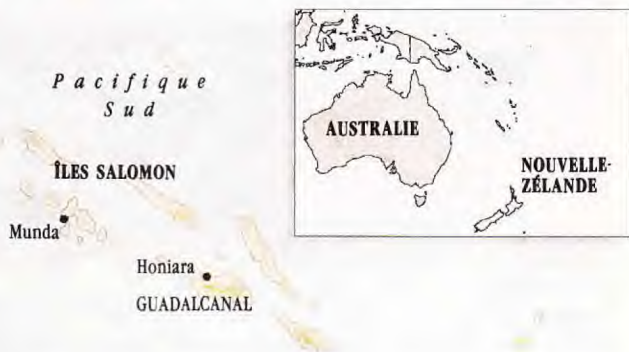 Pacifique
Sud
ÎLES SALOMON
Munda
Honiara
GUADALCANAL
AUSTRALIE
NOUVELLE-
ZÉLANDE